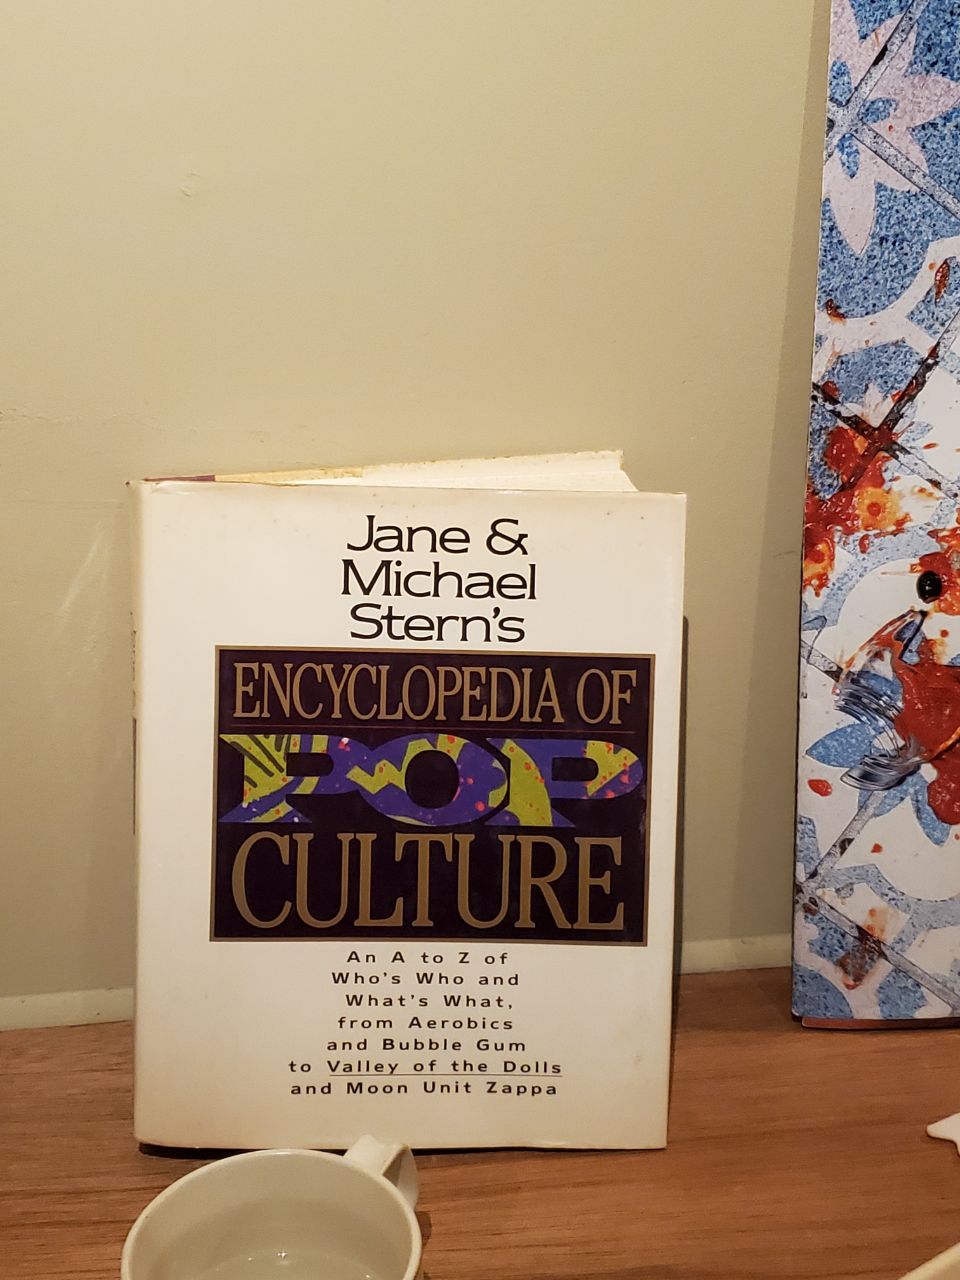 Jane &
Michael
Stern's
ENCYCLOPEDIA OF
POP
CULTURE
An A to Z of
Who's Who and
What's What,
from Aerobics
and Bubble Gum
to Valley of the Dolls
and Moon Unit Zappa